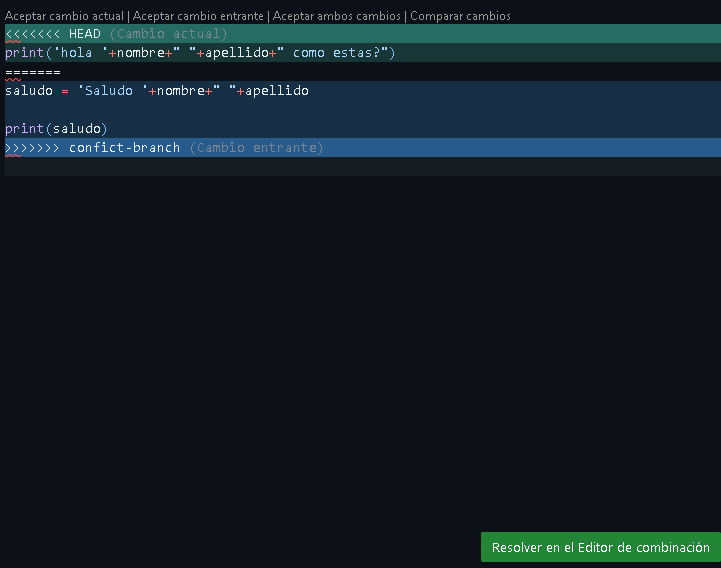 Aceptar cambio actual | Aceptar cambio entrante | Aceptar ambos cambios | Comparar cambios
<<<<<<< HEAD (Cambio actual)
print("hola "+nombre+" "+apellido+" como estas?")
=======
saludo = "Saludo "+nombre+" "+apellido
print(saludo)
>>>>>>> confict-branch (Cambio entrante)
Resolver en el Editor de combinación